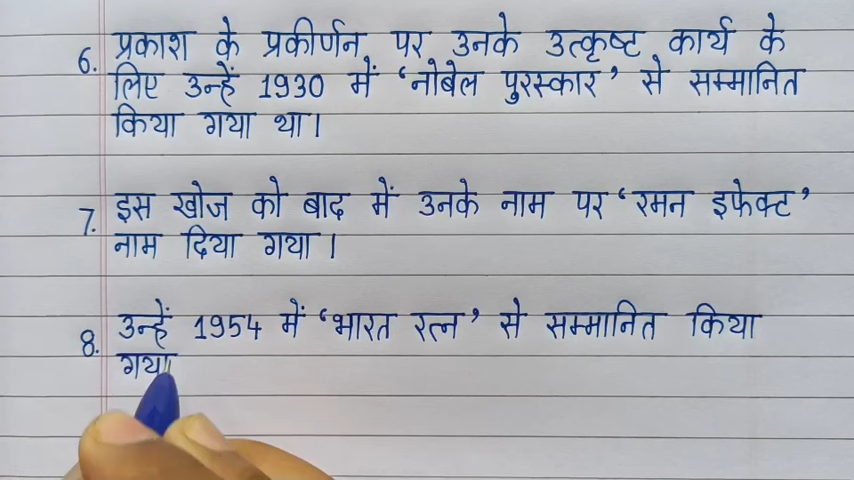 6. प्रकाश के प्रकीर्णन पर उनके उत्कृष्ट कार्य के
लिए उन्हें 1930 में ‘नोबेल पुरस्कार’ से सम्मानित
किया गया था।
7. इस खोज को बाद में उनके नाम पर ‘रमन इफेक्ट’
नाम दिया गया।
8. उन्हें 1954 में ‘भारत रत्न’ से सम्मानित किया
गया